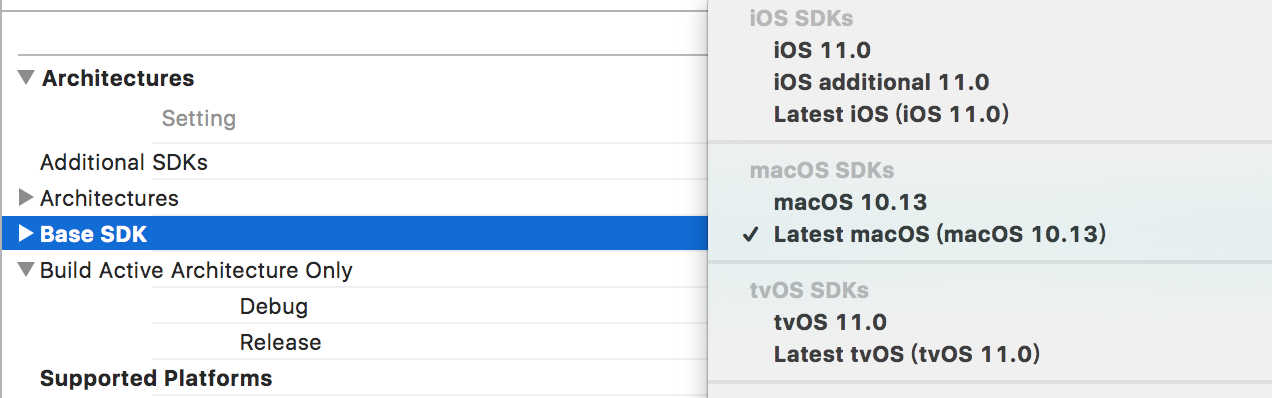 Architectures
Setting
Additional SDKs
Architectures
Base SDK
Build Active Architecture Only
Debug
Release
Supported Platforms
iOS SDKs
iOS 11.0
iOS additional 11.0
Latest iOS (iOS 11.0)
macOS SDKs
macOS 10.13
✓ Latest macOS (macOS 10.13)
tvOS SDKs
tvOS 11.0
Latest tvOS (tvOS 11.0)